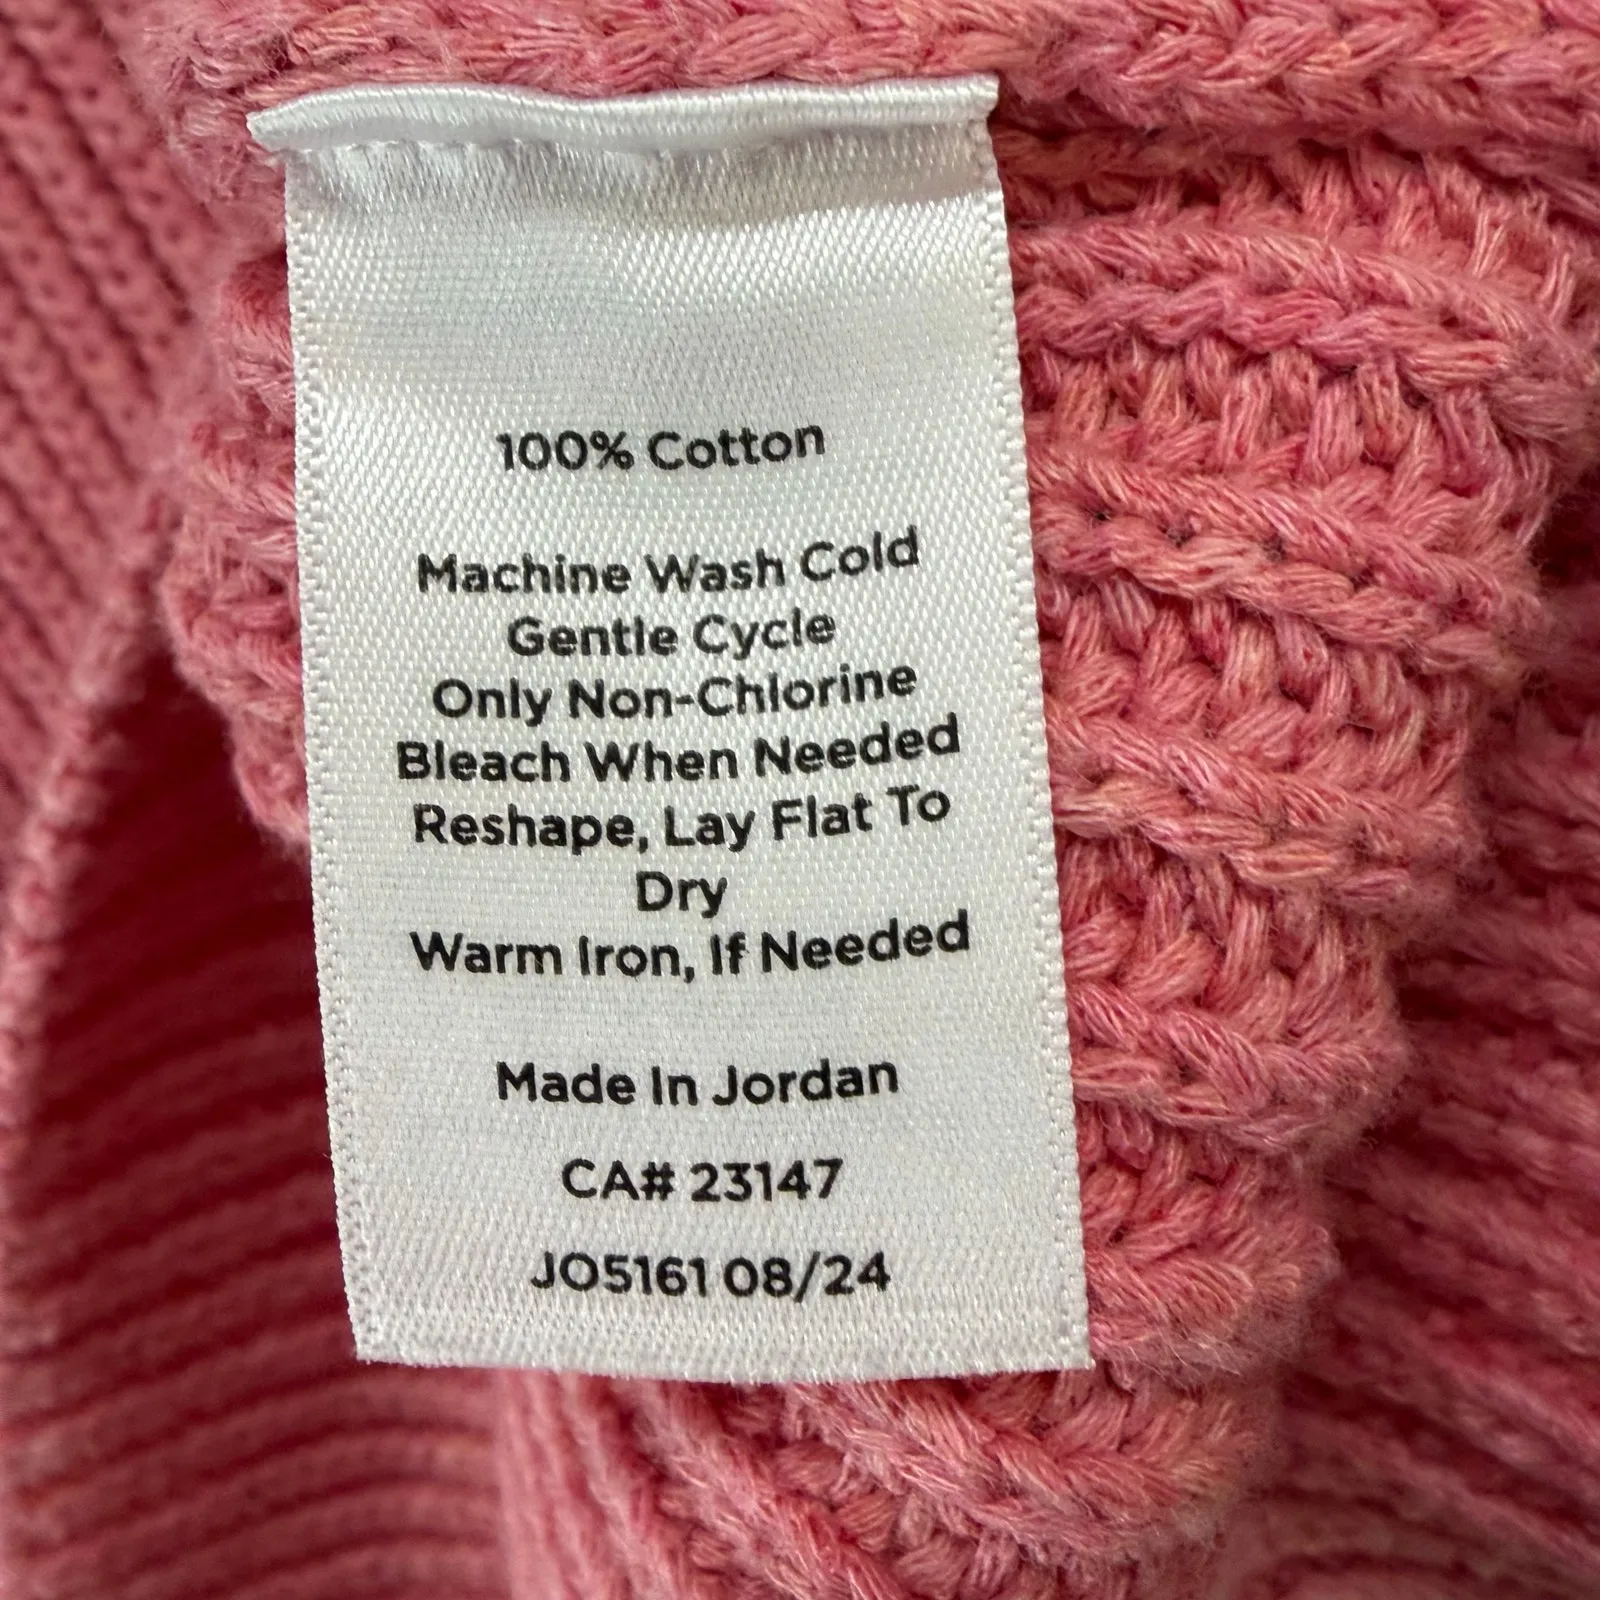 100% Cotton
Machine Wash Cold
Gentle Cycle
Only Non-Chlorine
Bleach When Needed
Reshape, Lay Flat To
Dry
Warm Iron, If Needed
Made In Jordan
CA# 23147
JO5161 08/24